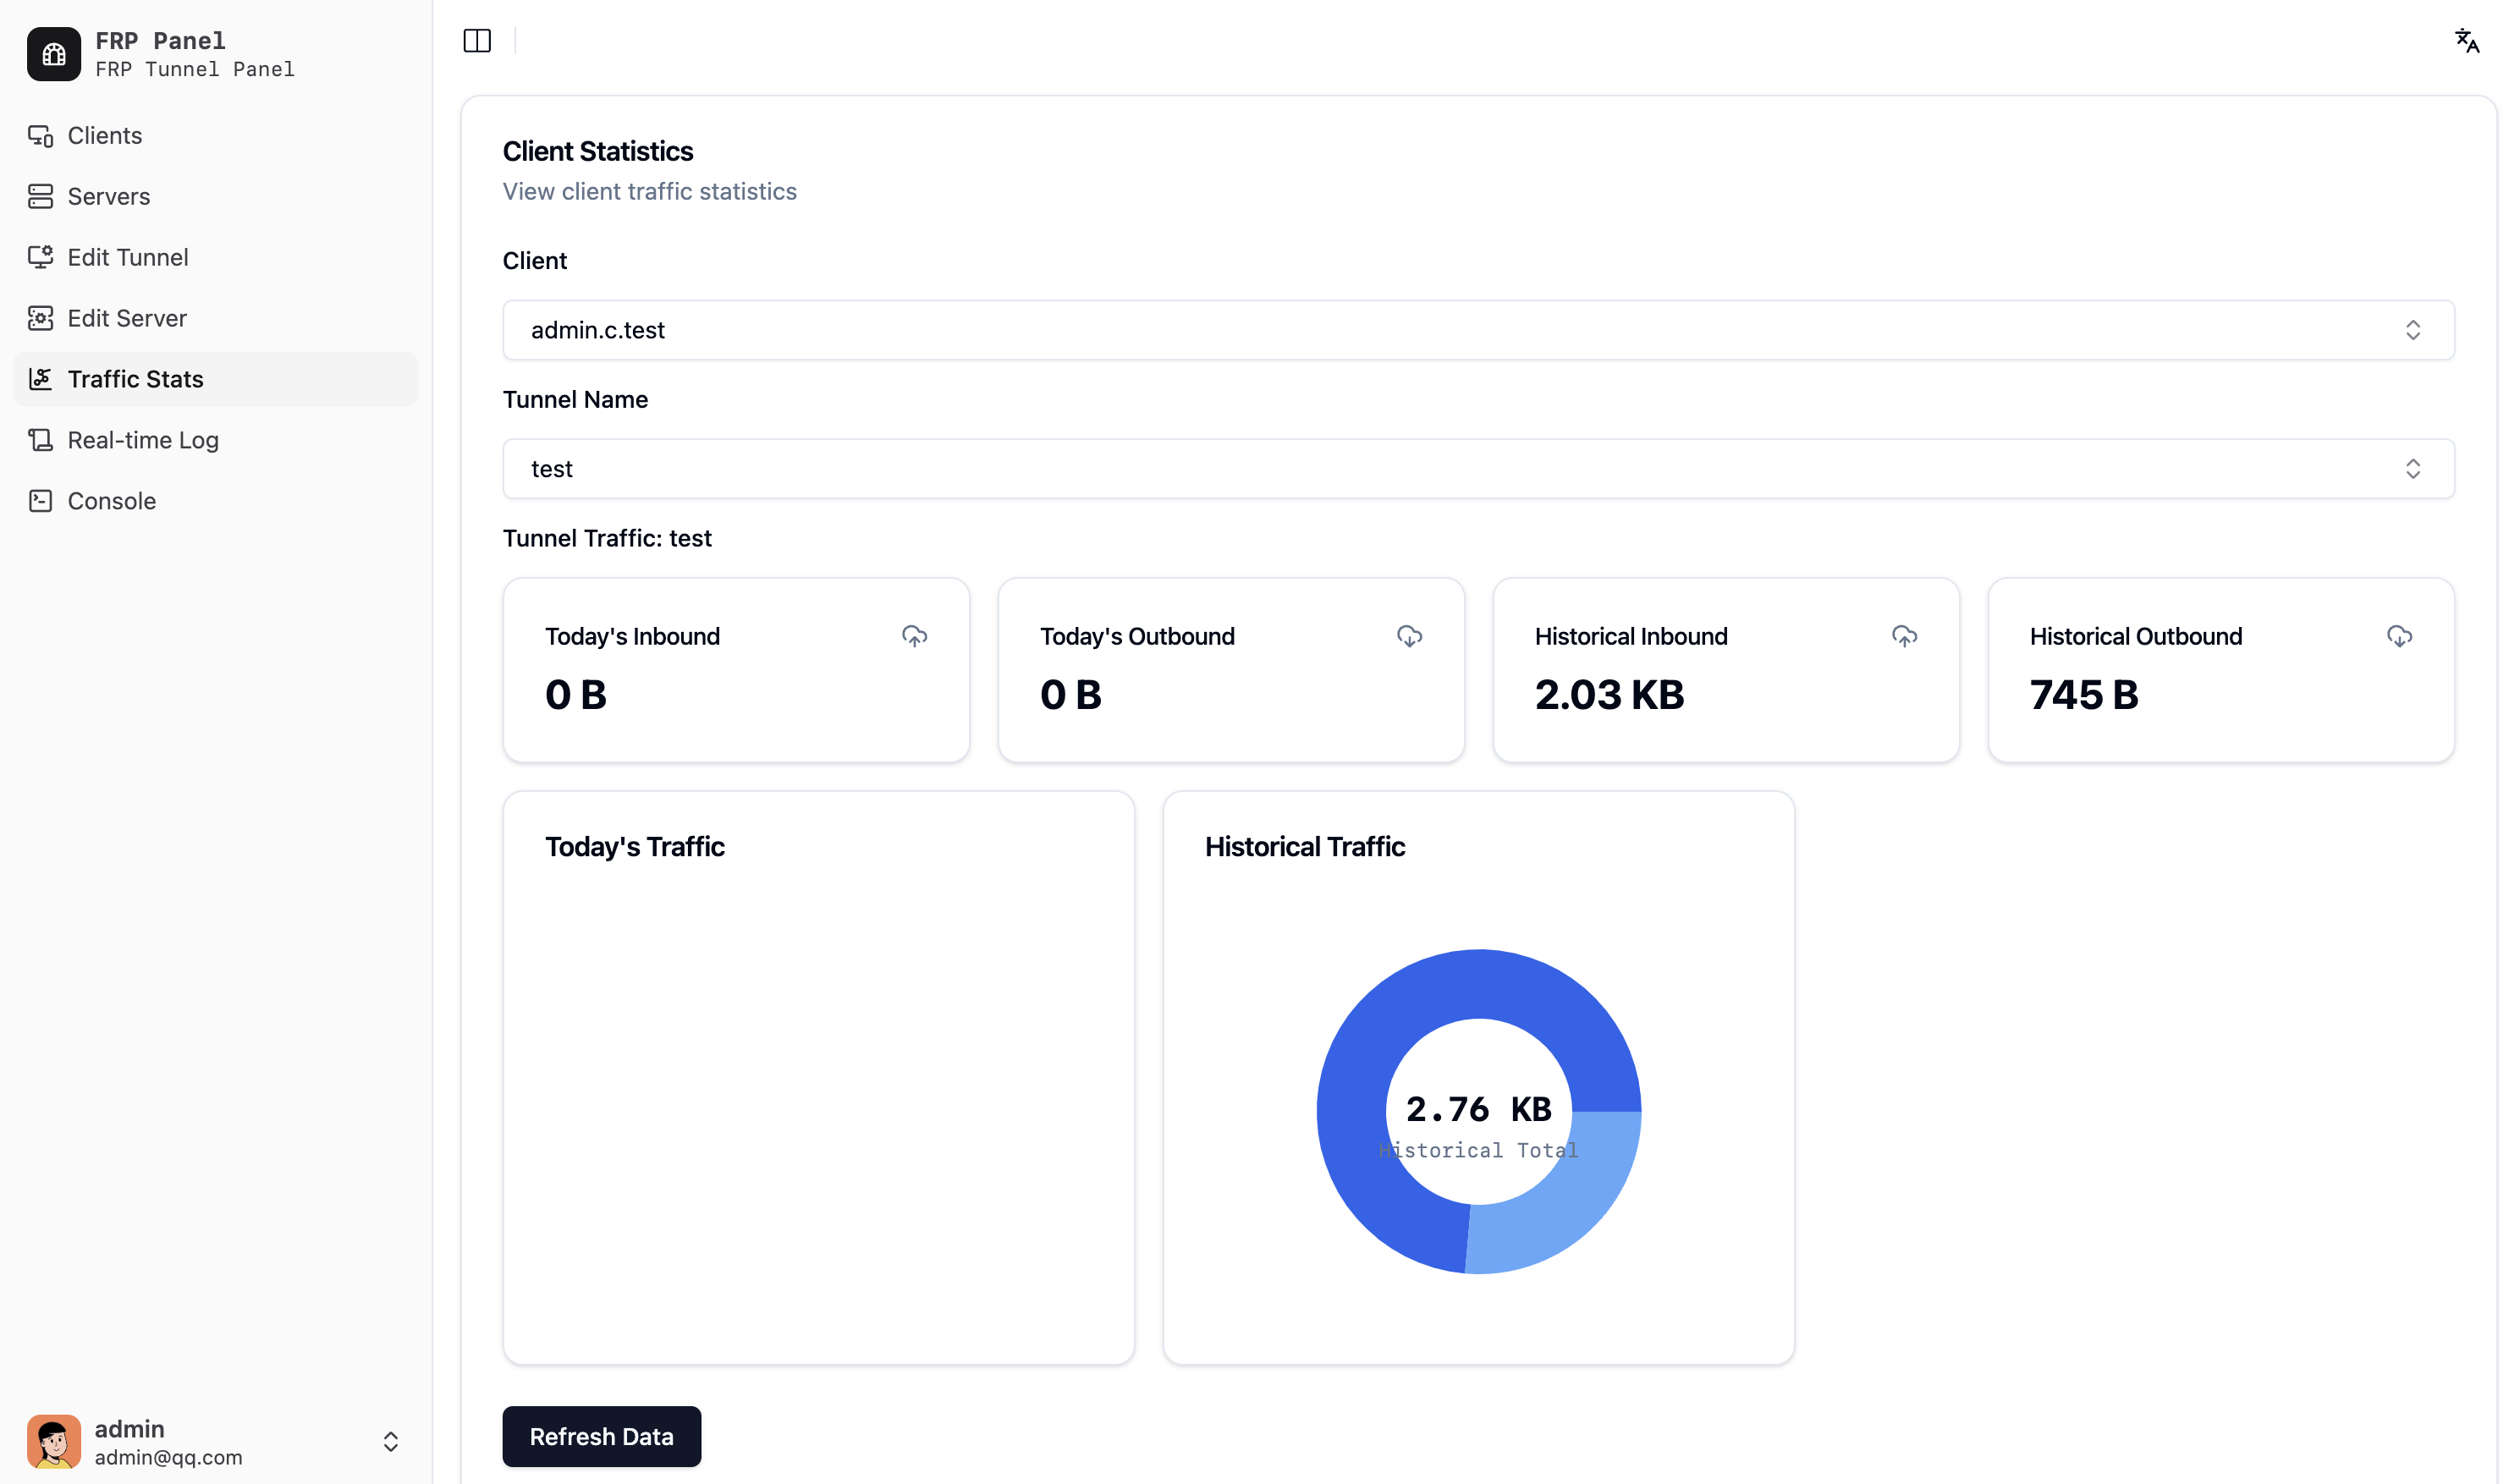 FRP Panel
FRP Tunnel Panel
Clients
Servers
Edit Tunnel
Edit Server
Traffic Stats
Real-time Log
Console
admin
admin@qq.com
Client Statistics
View client traffic statistics
Client
admin.c.test
Tunnel Name
test
Tunnel Traffic: test
Today's Inbound
0 B
Today's Outbound
0 B
Historical Inbound
2.03 KB
Historical Outbound
745 B
Today's Traffic
Historical Traffic
2.76 KB
Historical Total
Refresh Data